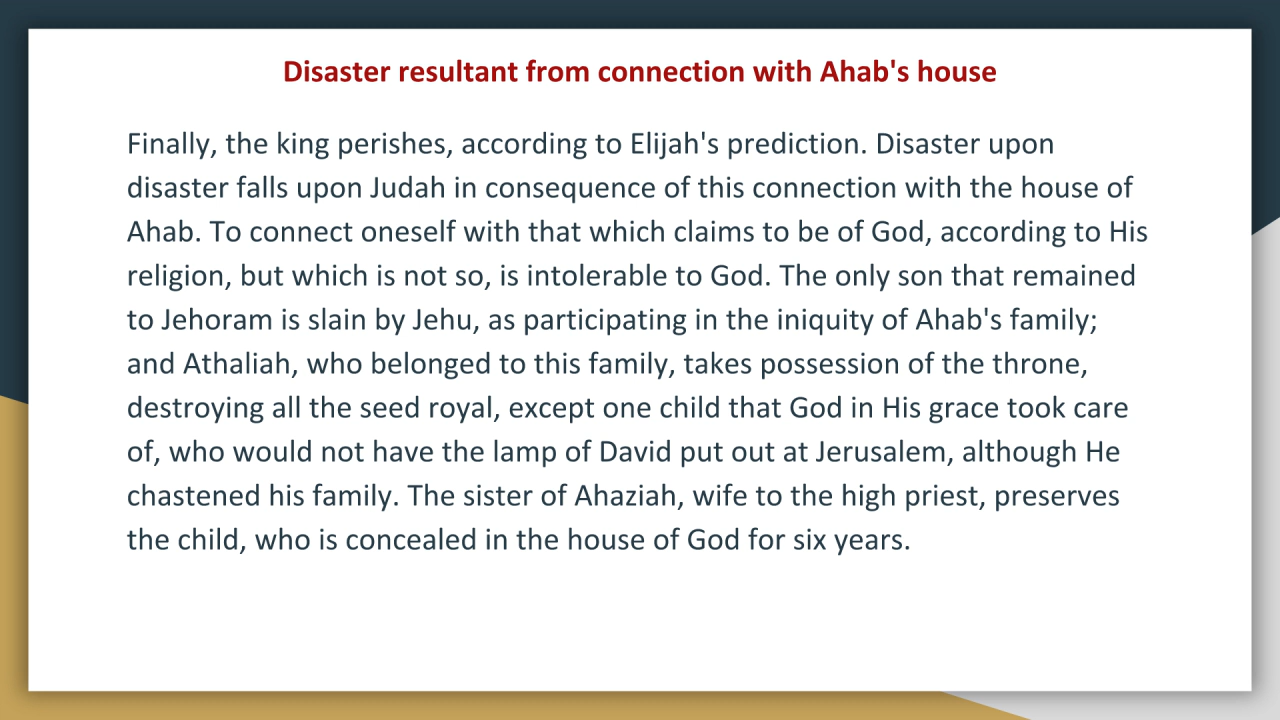 Disaster resultant from connection with Ahab's house
Finally, the king perishes, according to Elijah's prediction. Disaster upon
disaster falls upon Judah in consequence of this connection with the house of
Ahab. To connect oneself with that which claims to be of God, according to His
religion, but which is not so, is intolerable to God. The only son that remained
to Jehoram is slain by Jehu, as participating in the iniquity of Ahab's family;
and Athaliah, who belonged to this family, takes possession of the throne,
destroying all the seed royal, except one child that God in His grace took care
of, who would not have the lamp of David put out at Jerusalem, although He
chastened his family. The sister of Ahaziah, wife to the high priest, preserves
the child, who is concealed in the house of God for six years.